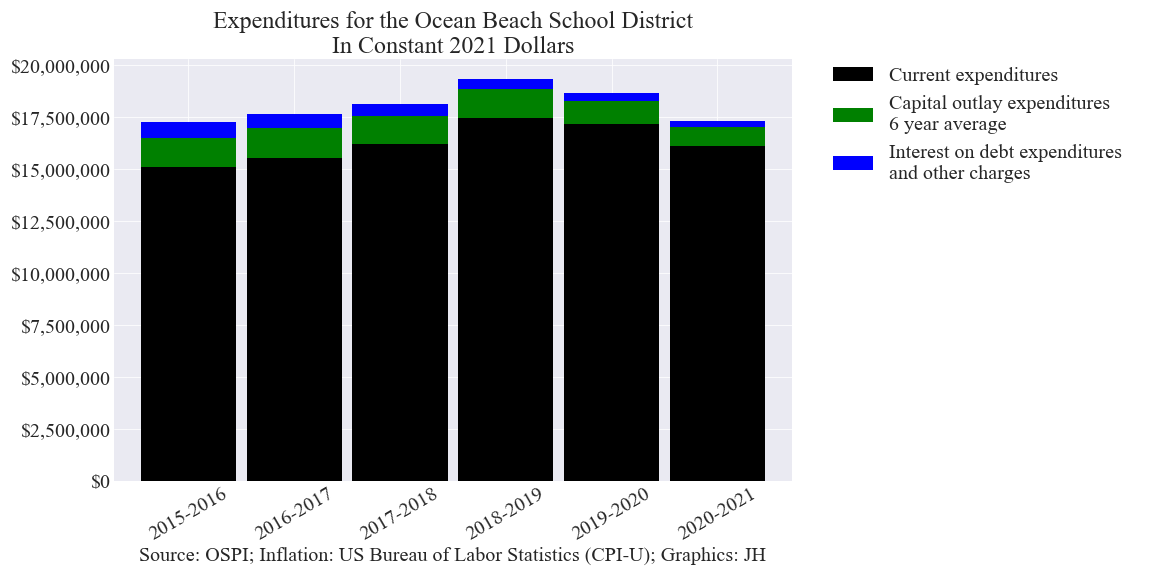 Expenditures for the Ocean Beach School District
In Constant 2021 Dollars
$20,000,000
$17,500,000
$15,000,000
$12,500,000
$10,000,000
$7,500,000
$5,000,000
$2,500,000
$0
2015-2016
2016-2017
2017-2018
2018-2019
2019-2020
2020-2021
Source: OSPI; Inflation: US Bureau of Labor Statistics (CPI-U); Graphics: JH
Current expenditures
Capital outlay expenditures
6 year average
Interest on debt expenditures
and other charges